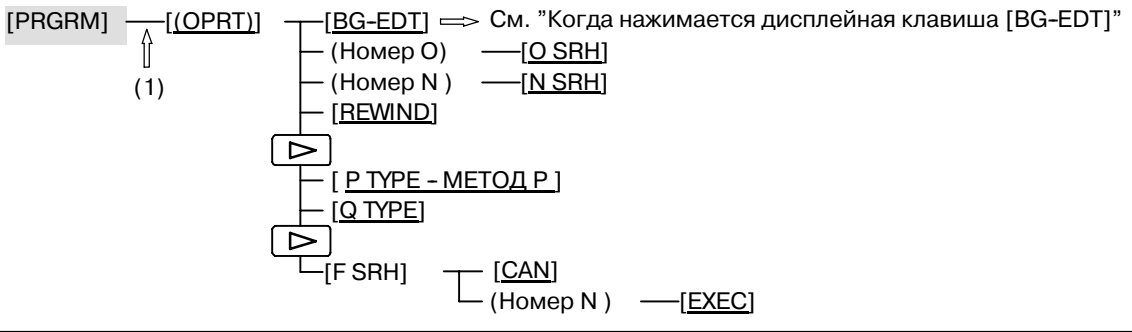 [PRGRM] [(OPRT)] [BG-EDT] См. "Когда нажимается дисплейная клавиша [BG-EDT]"
(Номер O) [O SRH]
(1) (Номер N ) [N SRH]
[REWIND]
[ P TYPE - МЕТОД P ]
[Q TYPE]
[F SRH] [CAN]
(Номер N ) [EXEC]